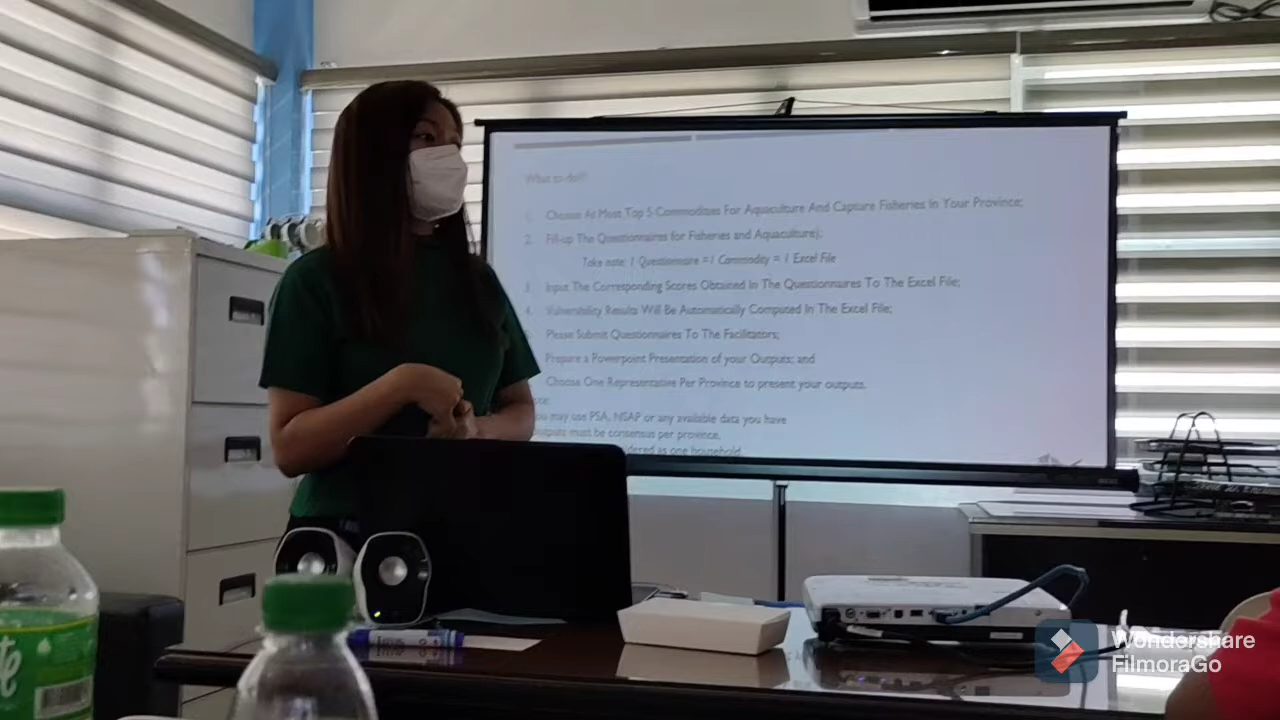 What to do??
1. Choose At Most Top 5 Commodities For Aquaculture And Capture Fisheries In Your Province;
2. Fill-up The Questionnaires for Fisheries and Aquaculture);
Take note: 1 Questionnaire =1 Commodity = 1 Excel File
3. Input The Corresponding Scores Obtained In The Questionnaires To The Excel File;
4. Vulnerability Results Will Be Automatically Computed In The Excel File;
Please Submit Questionnaires To The Facilitators;
Prepare a Powerpoint Presentation of your Outputs; and
Choose One Representative Per Province to present your outputs.
may use PSA, NSAP or any available data you have
must be consensus per province.
as one household
Wondershare
FilmoraGo